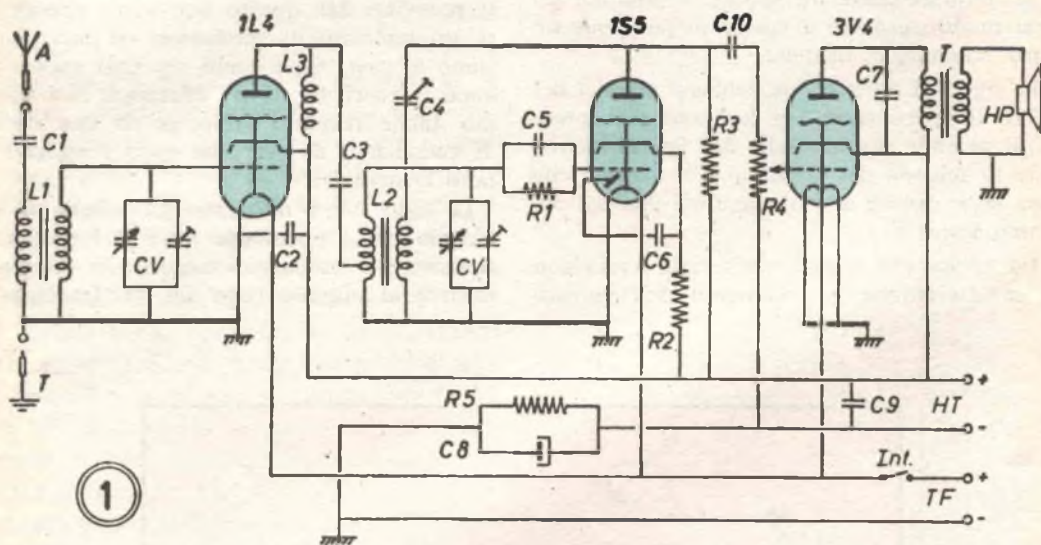 1L4
1S5
3V4
A
C1
L1
CV
T
L3
C3
C2
L2
CV
C4
C5
R1
C6
R2
C10
R3
R4
C7
T
HP
R5
C8
C9
HT
+
-
Int.
TF
+
-
1